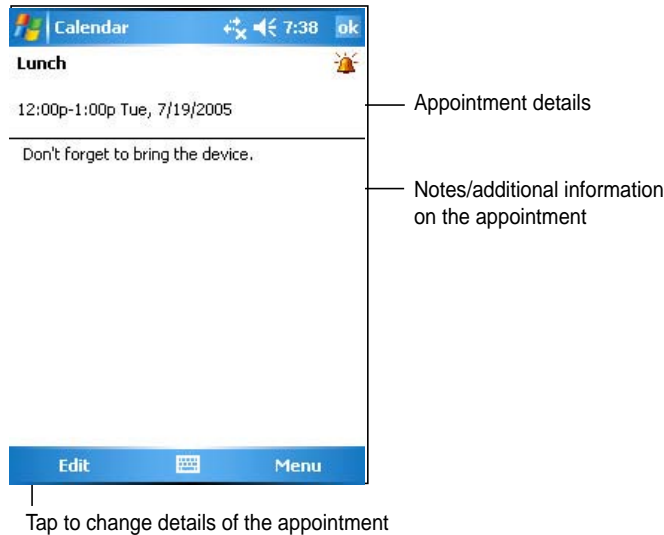 Calendar 7:38 ok
Lunch
12:00p-1:00p Tue, 7/19/2005
Appointment details
Don't forget to bring the device.
Notes/additional information
on the appointment
Edit Menu
Tap to change details of the appointment